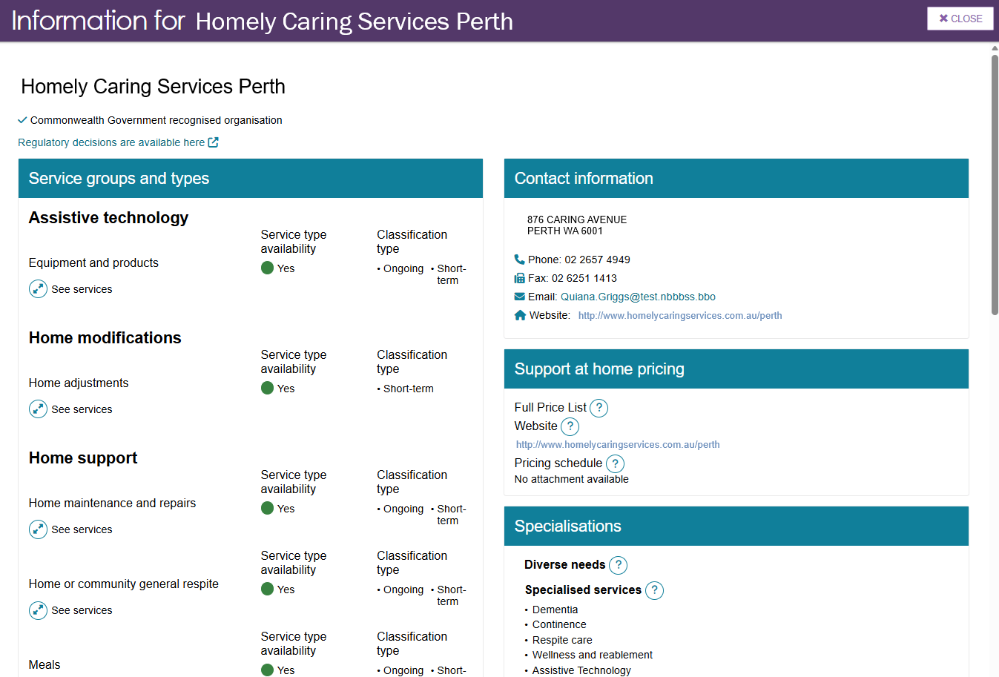 Information for Homely Caring Services Perth
CLOSE
Homely Caring Services Perth
Commonwealth Government recognised organisation
Regulatory decisions are available here
Service groups and types
Assistive technology
Service type
availability
Classification
type
Equipment and products
Yes
• Ongoing • Short-
term
See services
Home modifications
Service type
availability
Classification
type
Home adjustments
Yes
• Short-term
See services
Home support
Service type
availability
Classification
type
Home maintenance and repairs
Yes
• Ongoing • Short-
term
See services
Service type
availability
Classification
type
Home or community general respite
Yes
• Ongoing • Short-
term
See services
Service type
availability
Classification
type
Meals
Yes
• Ongoing • Short-
Contact information
876 CARING AVENUE
PERTH WA 6001
Phone: 02 2657 4949
Fax: 02 6251 1413
Email: Quiana.Griggs@test.nbbbss.bbo
Website: http://www.homelycaringservices.com.au/perth
Support at home pricing
Full Price List ?
Website ?
http://www.homelycaringservices.com.au/perth
Pricing schedule ?
No attachment available
Specialisations
Diverse needs ?
Specialised services ?
• Dementia
• Continence
• Respite care
• Wellness and reablement
• Assistive Technology